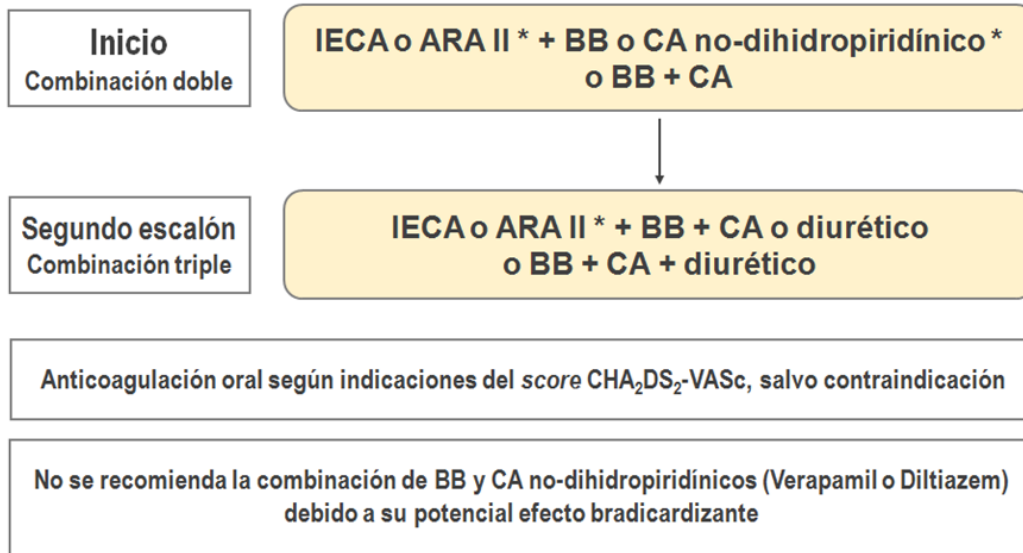 Inicio
Combinación doble
IECA o ARA II * + BB o CA no-dihidropiridínico *
o BB + CA
Segundo escalón
Combinación triple
IECA o ARA II * + BB + CA o diurético
o BB + CA + diurético
Anticoagulación oral según indicaciones del score CHA₂DS₂-VASc, salvo contraindicación
No se recomienda la combinación de BB y CA no-dihidropiridínicos (Verapamil o Diltiazem)
debido a su potencial efecto bradicardizante